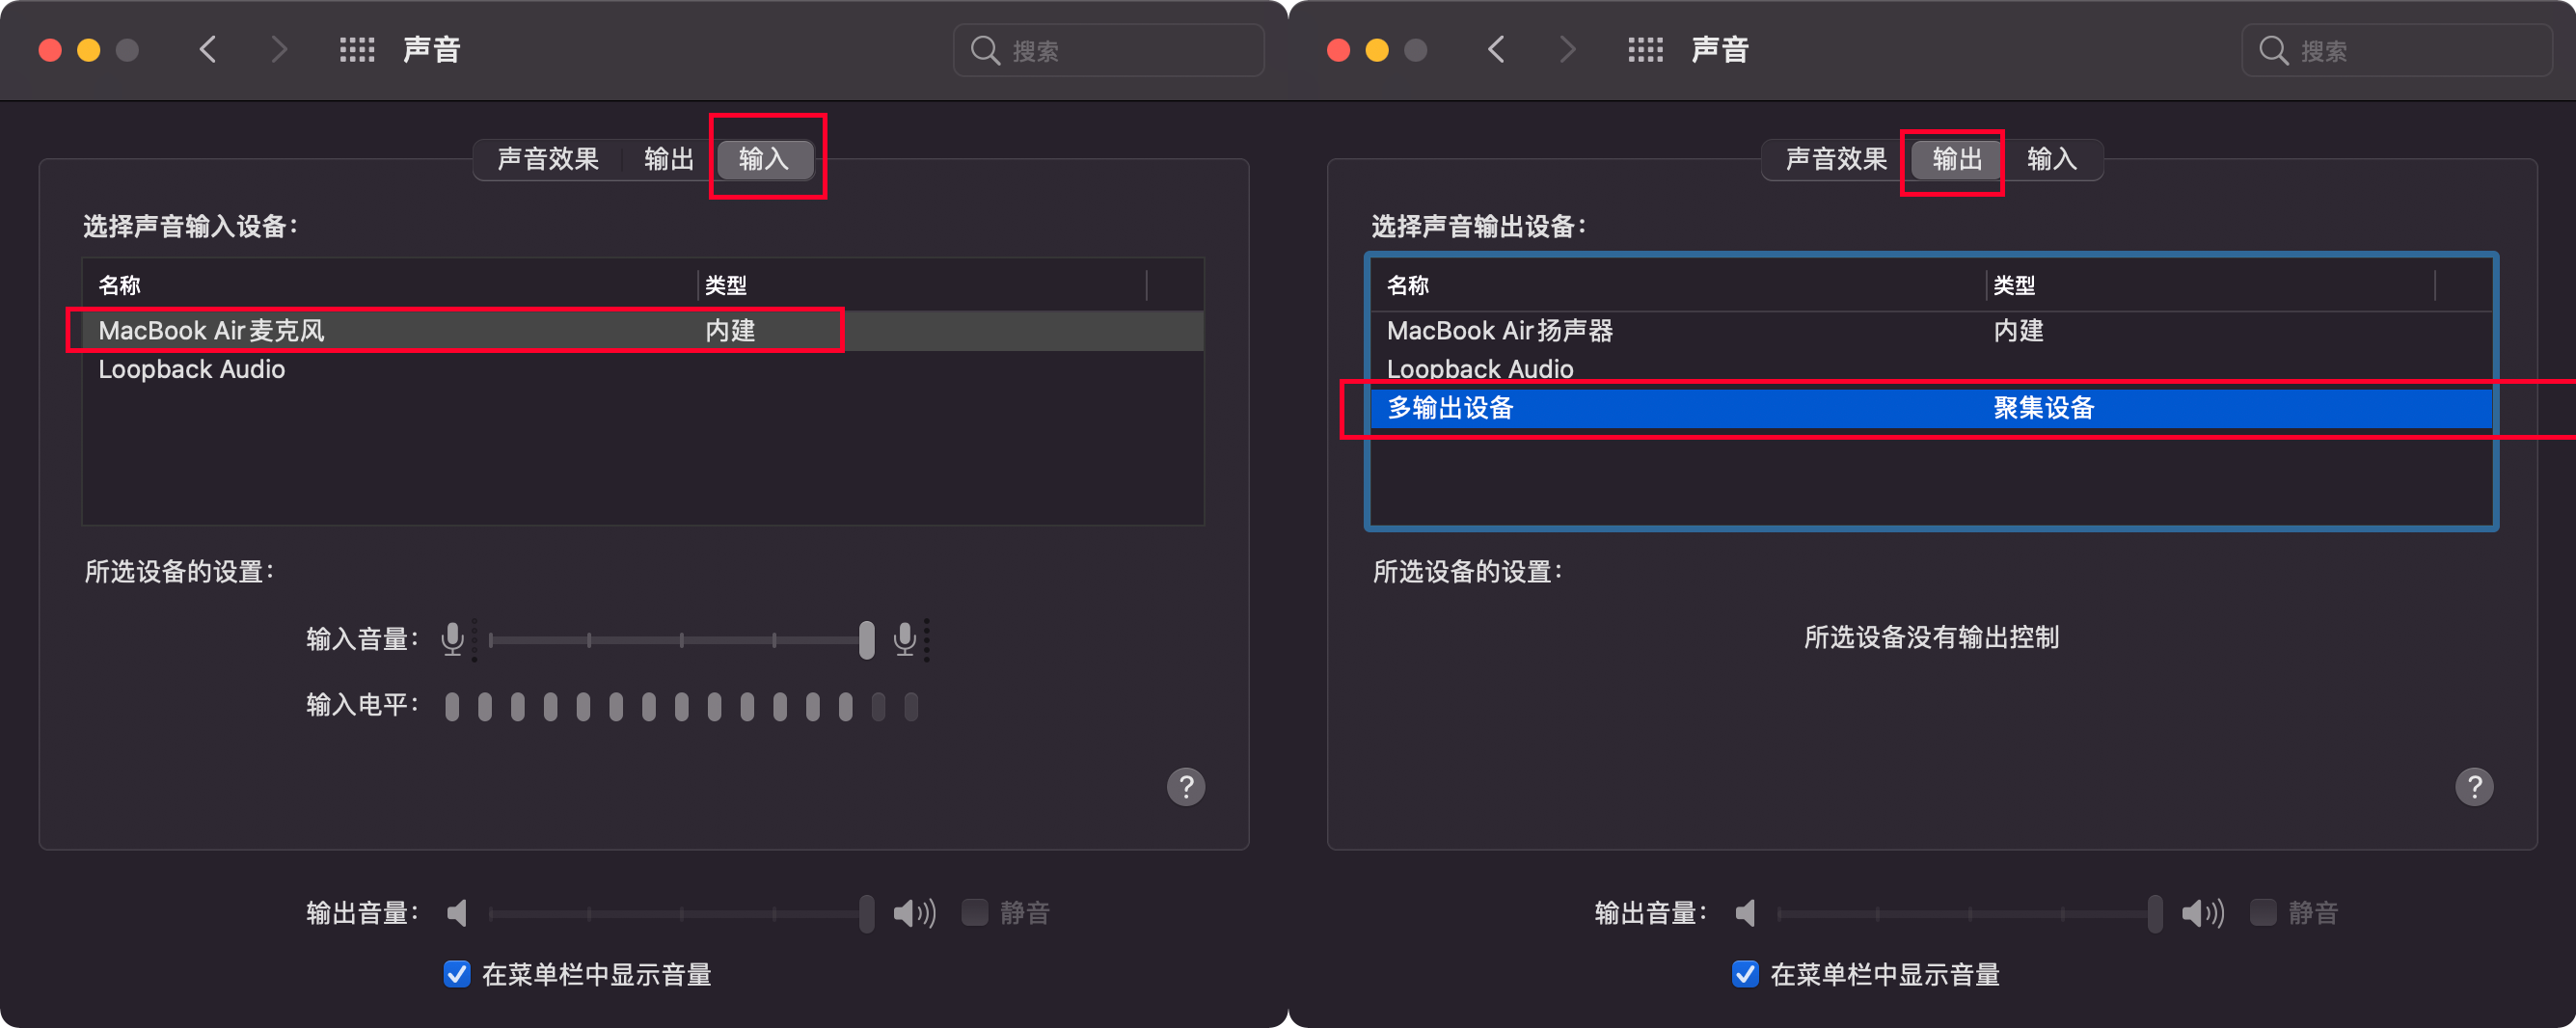 声音
搜索
声音效果 输出 输入
选择声音输入设备：
名称 类型
MacBook Air麦克风 内建
Loopback Audio
所选设备的设置：
输入音量：
输入电平：
?
输出音量： 静音
在菜单栏中显示音量
声音
搜索
声音效果 输出 输入
选择声音输出设备：
名称 类型
MacBook Air扬声器 内建
Loopback Audio
多输出设备 聚集设备
所选设备的设置：
所选设备没有输出控制
?
输出音量： 静音
在菜单栏中显示音量